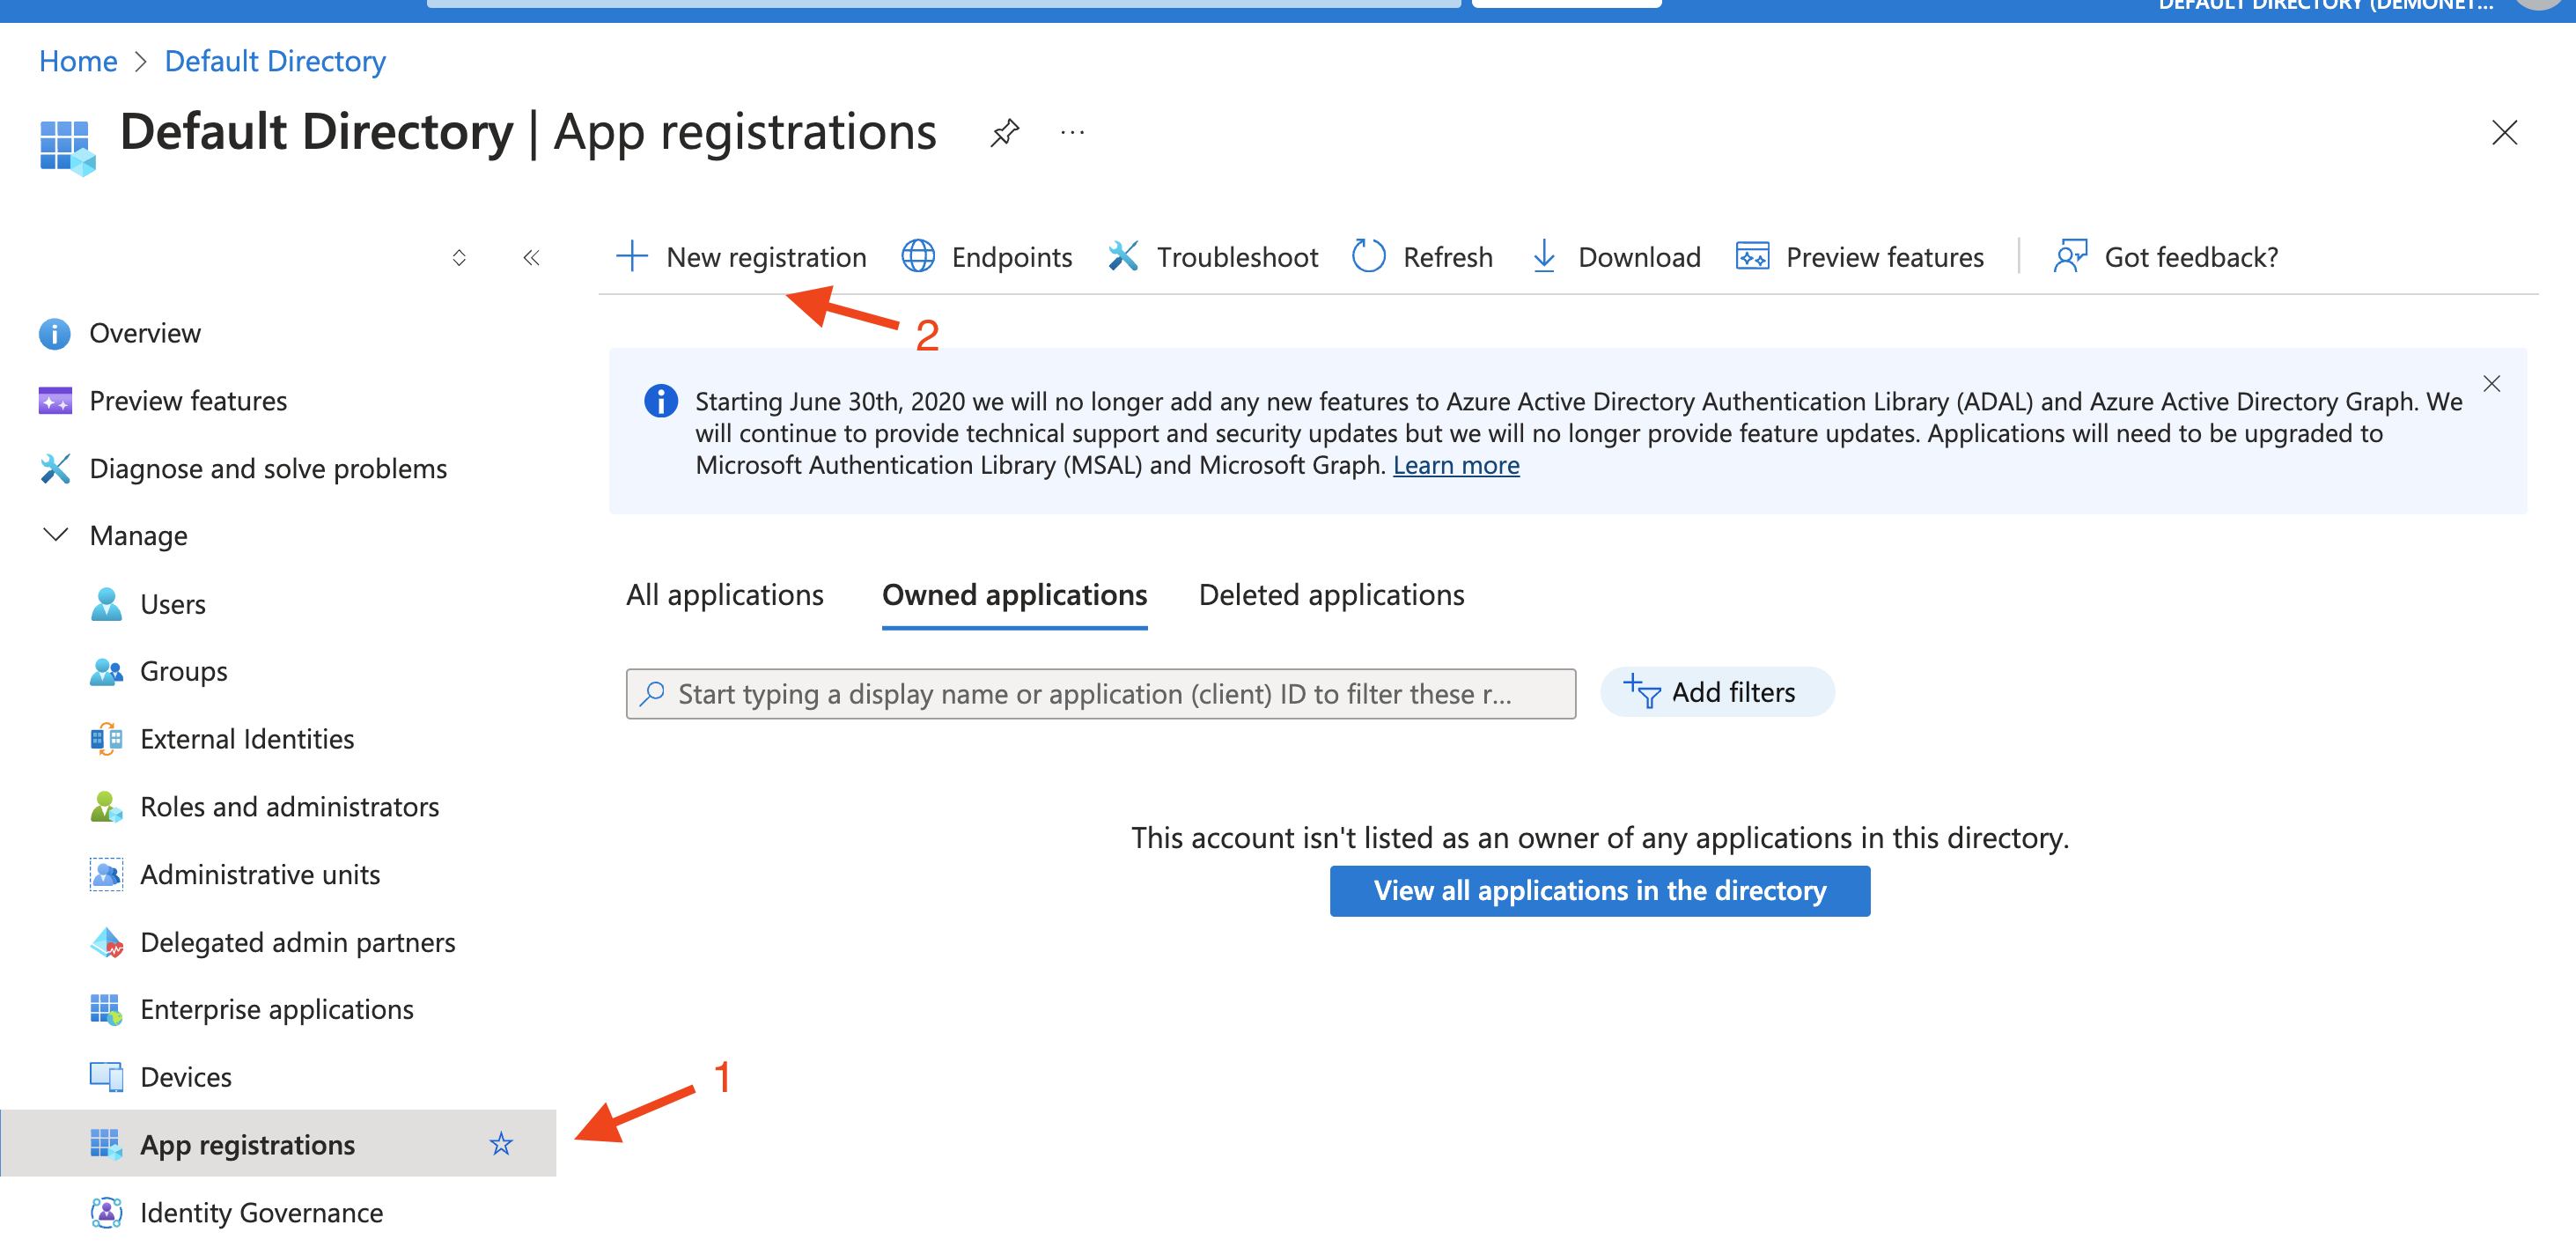 DEFAULT DIRECTORY (DEMONET...
Home > Default Directory
Default Directory | App registrations
...
New registration
Endpoints
Troubleshoot
Refresh
Download
Preview features
Got feedback?
2
Overview
Preview features
Diagnose and solve problems
Manage
Users
Groups
External Identities
Roles and administrators
Administrative units
Delegated admin partners
Enterprise applications
Devices
App registrations
1
Identity Governance
Starting June 30th, 2020 we will no longer add any new features to Azure Active Directory Authentication Library (ADAL) and Azure Active Directory Graph. We
will continue to provide technical support and security updates but we will no longer provide feature updates. Applications will need to be upgraded to
Microsoft Authentication Library (MSAL) and Microsoft Graph. Learn more
All applications
Owned applications
Deleted applications
Start typing a display name or application (client) ID to filter these r...
Add filters
This account isn't listed as an owner of any applications in this directory.
View all applications in the directory